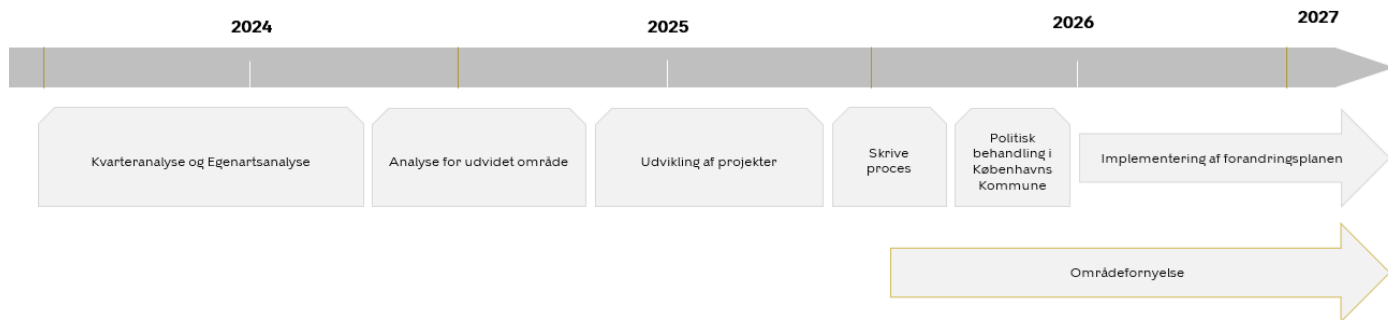 2024
2025
2026
2027
Kvarteranalyse og Egenartsanalyse
Analyse for udvidet område
Udvikling af projekter
Skrive
proces
Politisk
behandling i
Københavns
Kommune
Implementering af forandringsplanen
Områdefornyelse